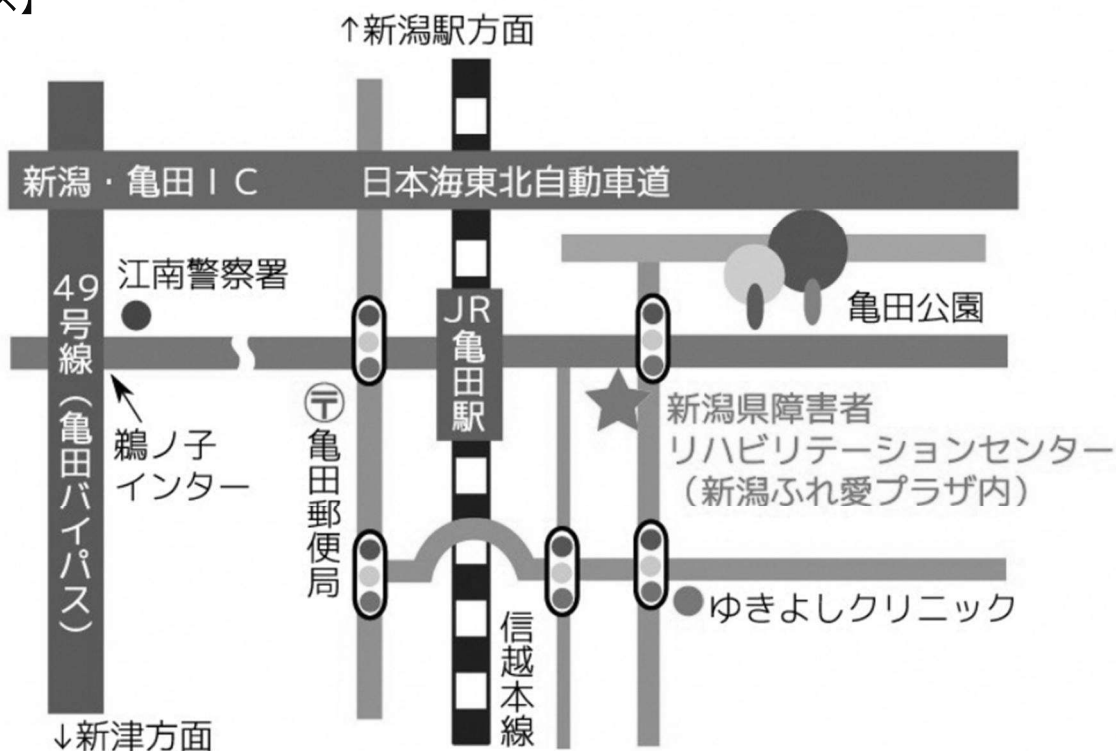 ス】
↑新潟駅方面
新潟・亀田IC
日本海東北自動車道
49号線(亀田バイパス)
江南警察署
JR亀田駅
亀田公園
鵜ノ子
インター
〒
亀田郵便局
新潟県障害者
リハビリテーションセンター
(新潟ふれ愛プラザ内)
ゆきよしクリニック
信越本線
↓新津方面